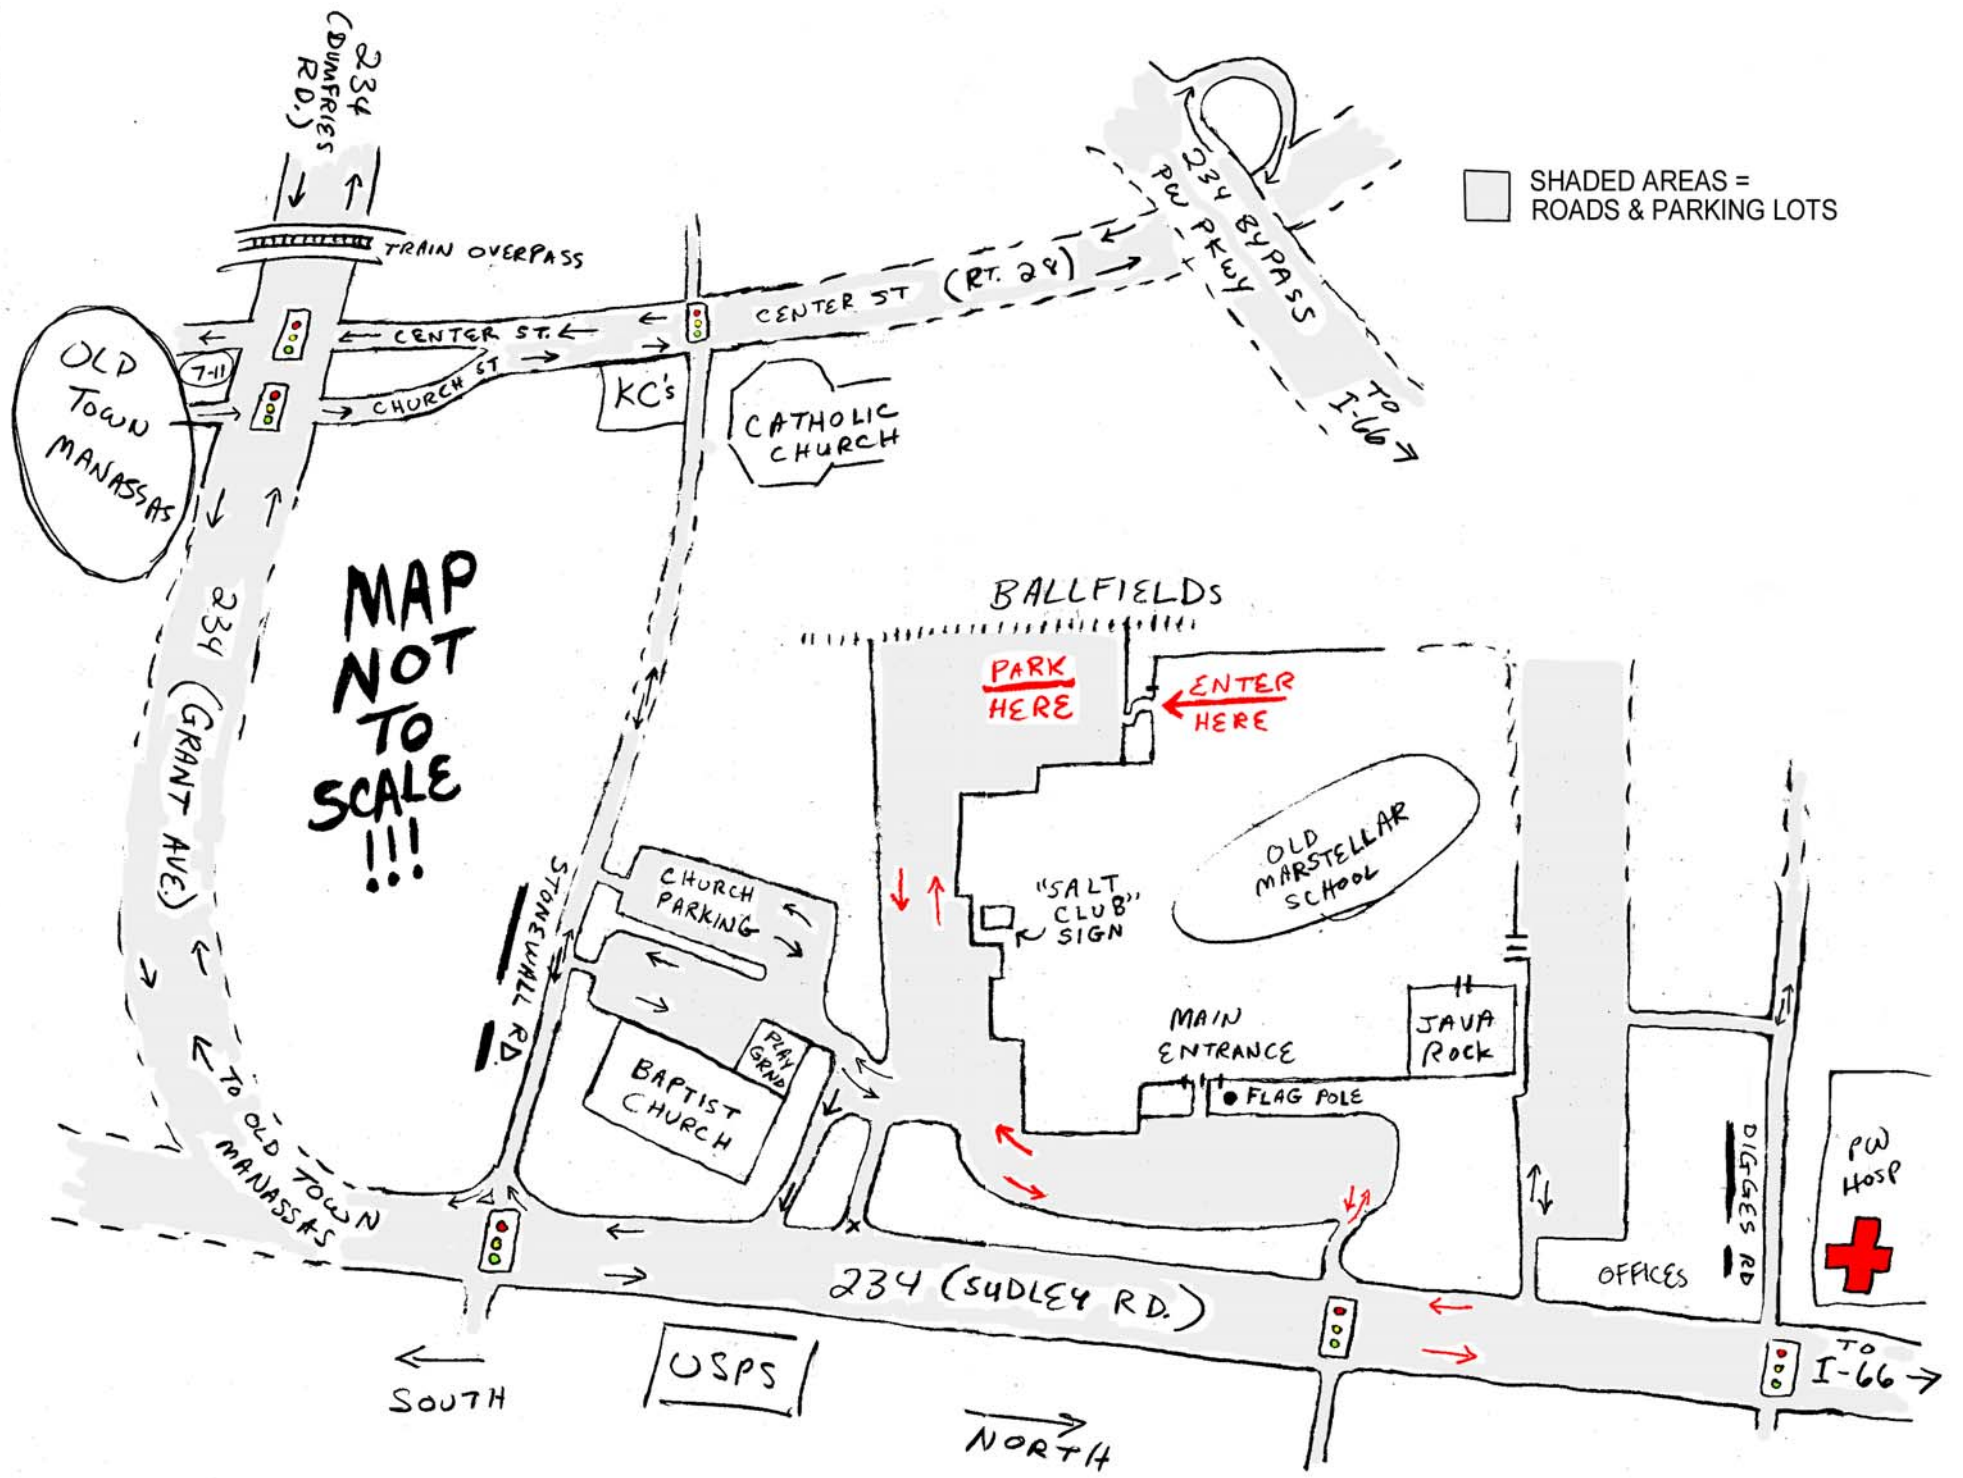 234
(DUMFRIES
RD.)
TRAIN OVERPASS
234 BYPASS
PW PKWY
TO
I-66
SHADED AREAS =
ROADS & PARKING LOTS
CENTER ST.
CENTER ST (RT. 28)
7-11
CHURCH ST
OLD
TOWN
MANASSAS
KC's
CATHOLIC
CHURCH
234 (GRANT AVE.)
MAP
NOT
TO
SCALE
!!!
BALLFIELDS
PARK
HERE
ENTER
HERE
OLD
MARSTELLAR
SCHOOL
"SALT
CLUB"
SIGN
CHURCH
PARKING
STONEWALL RD.
PLAY
GRND
BAPTIST
CHURCH
MAIN
ENTRANCE
FLAG POLE
JAVA
ROCK
DIGGES RD
PW
HOSP
OFFICES
TO OLD TOWN
MANASSAS
234 (SUDLEY RD.)
TO
I-66
USPS
SOUTH
NORTH